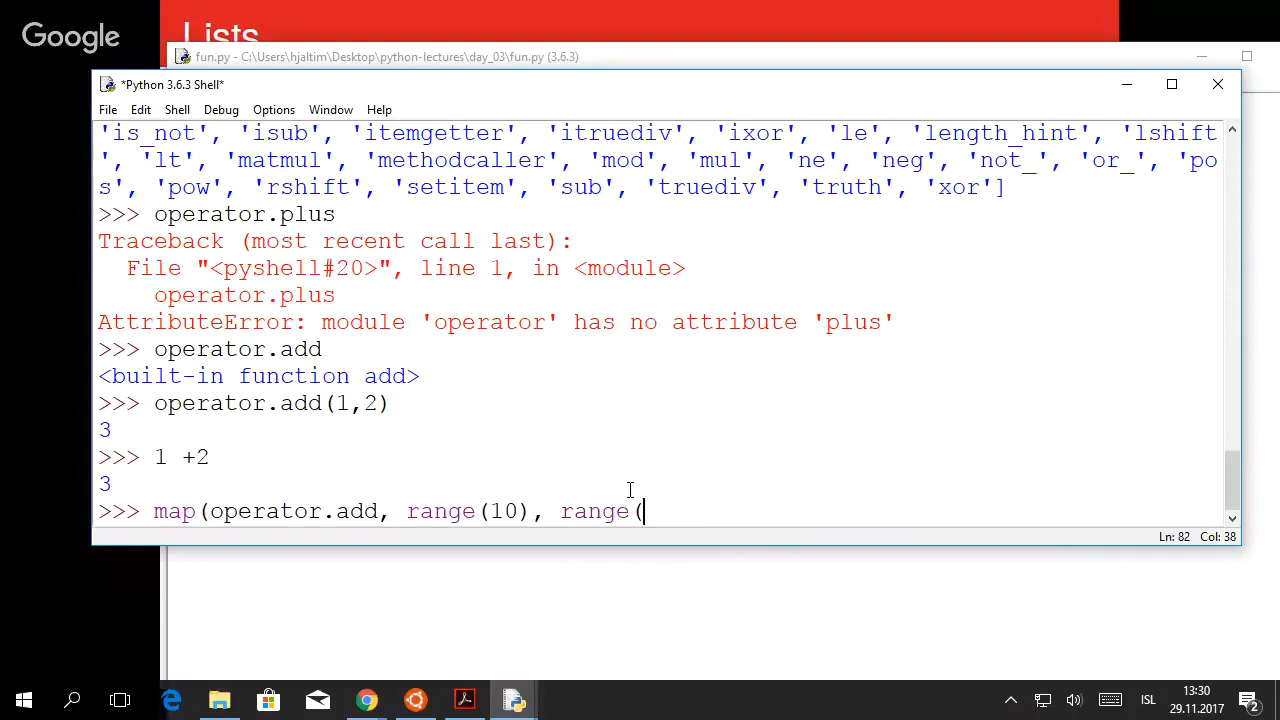 Google
Lists
fun.py - C:\Users\hjaltim\Desktop\python-lectures\day_03\fun.py (3.6.3)
*Python 3.6.3 Shell*
File Edit Shell Debug Options Window Help
'is_not', 'isub', 'itemgetter', 'itruediv', 'ixor', 'le', 'length_hint', 'lshift
', 'lt', 'matmul', 'methodcaller', 'mod', 'mul', 'ne', 'neg', 'not_', 'or_', 'po
s', 'pow', 'rshift', 'setitem', 'sub', 'truediv', 'truth', 'xor']
>>> operator.plus
Traceback (most recent call last):
  File "<pyshell#20>", line 1, in <module>
    operator.plus
AttributeError: module 'operator' has no attribute 'plus'
>>> operator.add
<built-in function add>
>>> operator.add(1,2)
3
>>> 1 +2
3
>>> map(operator.add, range(10), range(
Ln: 82 Col: 38
ISL
13:30
29.11.2017
2